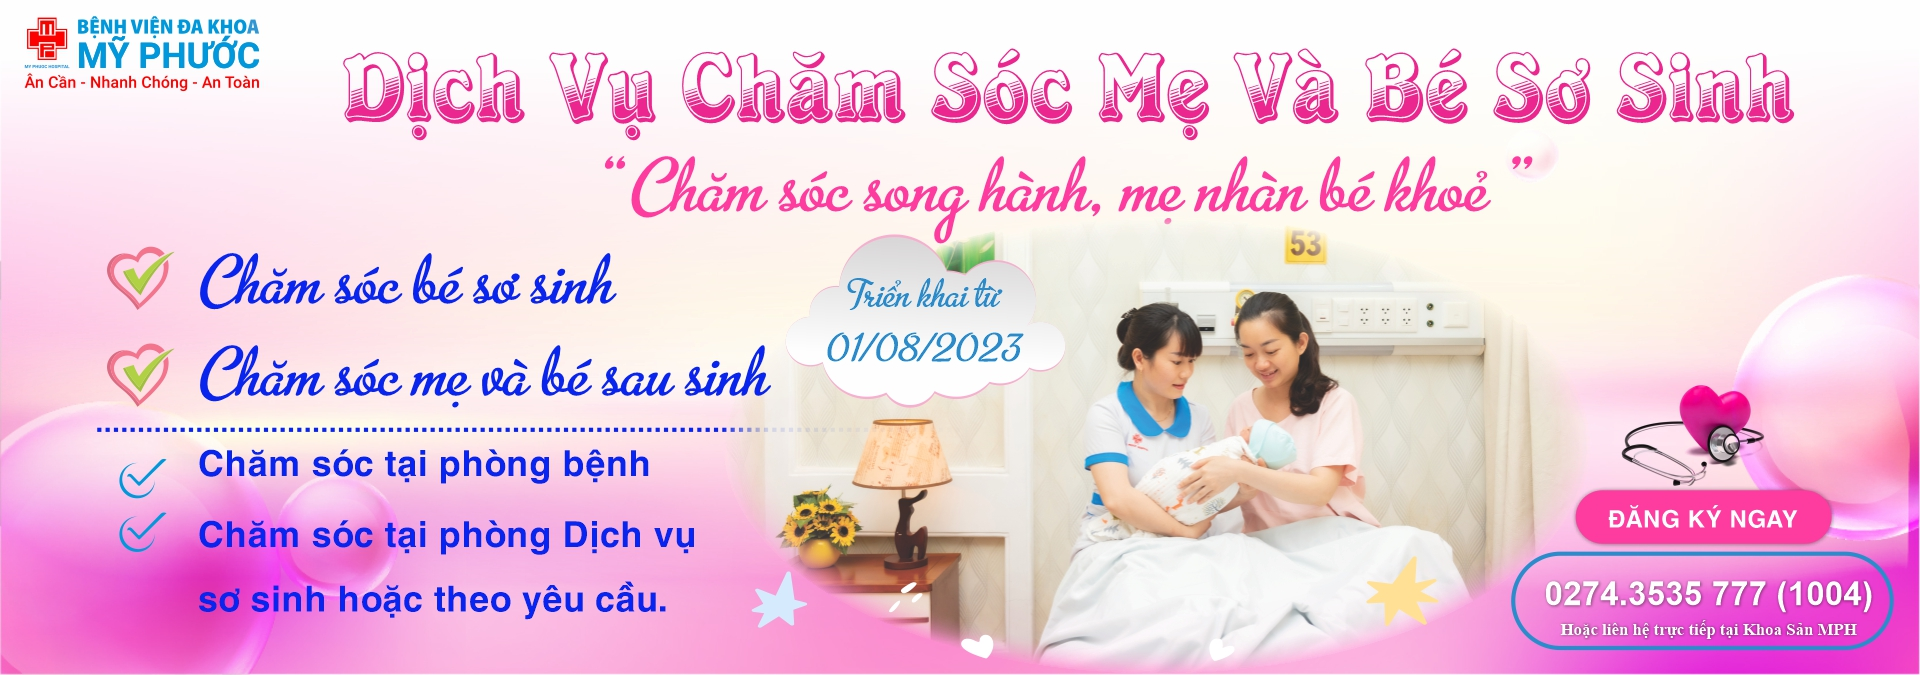 BỆNH VIỆN ĐA KHOA
MỸ PHƯỚC
MY PHUOC HOSPITAL
Ân Cần - Nhanh Chóng - An Toàn
Dịch Vụ Chăm Sóc Mẹ Và Bé Sơ Sinh
“Chăm sóc song hành, mẹ nhàn bé khoẻ”
53
Chăm sóc bé sơ sinh
Triển khai từ
01/08/2023
Chăm sóc mẹ và bé sau sinh
Chăm sóc tại phòng bệnh
Chăm sóc tại phòng Dịch vụ
sơ sinh hoặc theo yêu cầu.
ĐĂNG KÝ NGAY
0274.3535 777 (1004)
Hoặc liên hệ trực tiếp tại Khoa Sản MPH